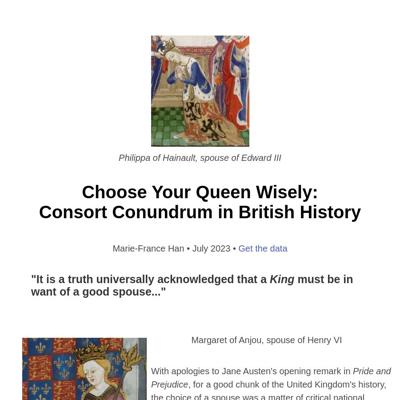 Philippa of Hainault, spouse of Edward III
Choose Your Queen Wisely:
Consort Conundrum in British History
Marie-France Han • July 2023 • Get the data
"It is a truth universally acknowledged that a King must be in
want of a good spouse..."
Margaret of Anjou, spouse of Henry VI
With apologies to Jane Austen's opening remark in Pride and
Prejudice, for a good chunk of the United Kingdom's history,
the choice of a spouse was a matter of critical national